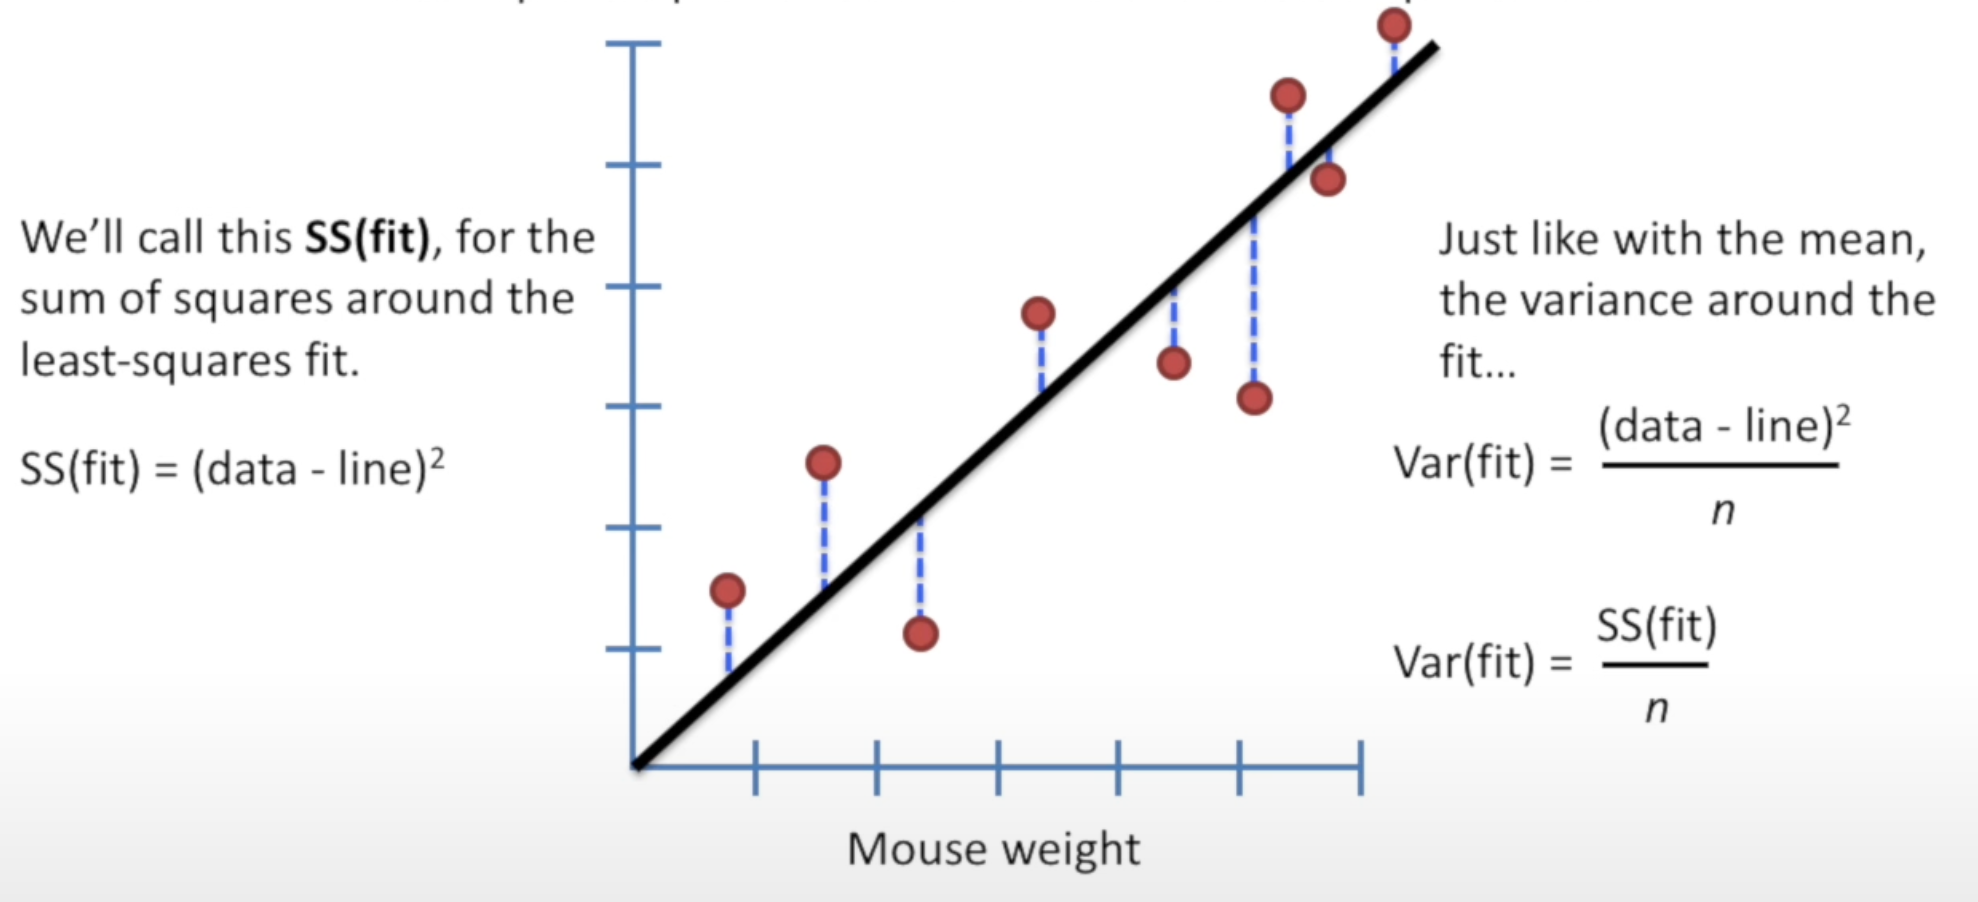 We'll call this SS(fit), for the
sum of squares around the
least-squares fit.
SS(fit) = (data - line)²
Just like with the mean,
the variance around the
fit...
Var(fit) = (data - line)² / n
Var(fit) = SS(fit) / n
Mouse weight